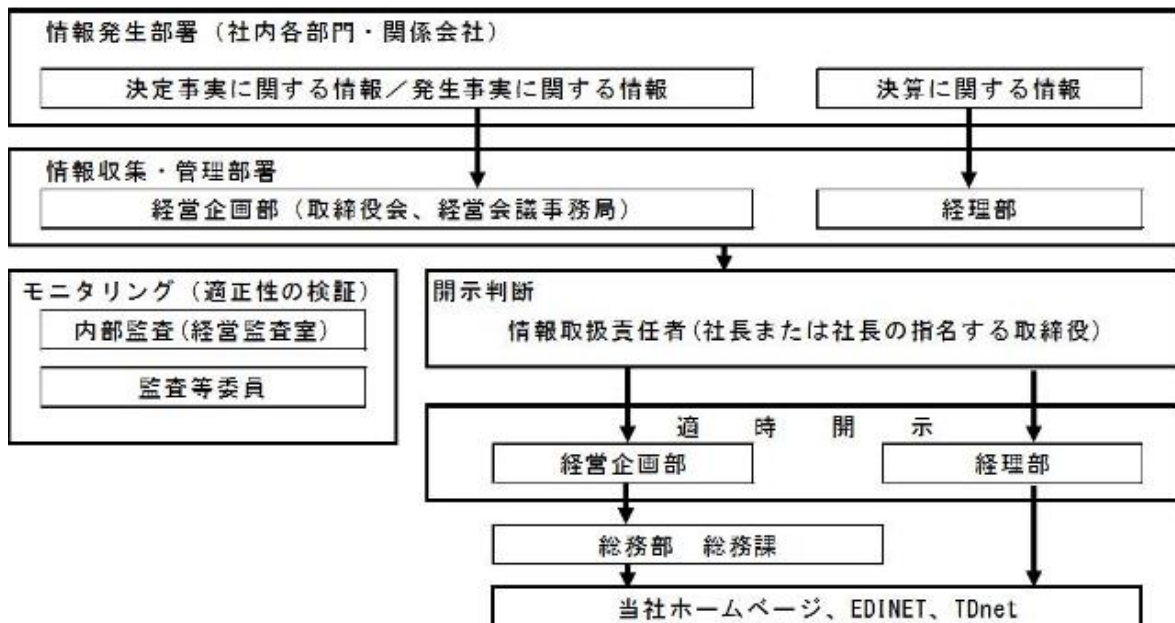 情報発生部署（社内各部門・関係会社）
決定事実に関する情報／発生事実に関する情報
決算に関する情報
情報収集・管理部署
経営企画部（取締役会、経営会議事務局）
経理部
モニタリング（適正性の検証）
内部監査(経営監査室)
監査等委員
開示判断
情報取扱責任者(社長または社長の指名する取締役)
適時開示
経営企画部
経理部
総務部　総務課
当社ホームページ、EDINET、TDnet